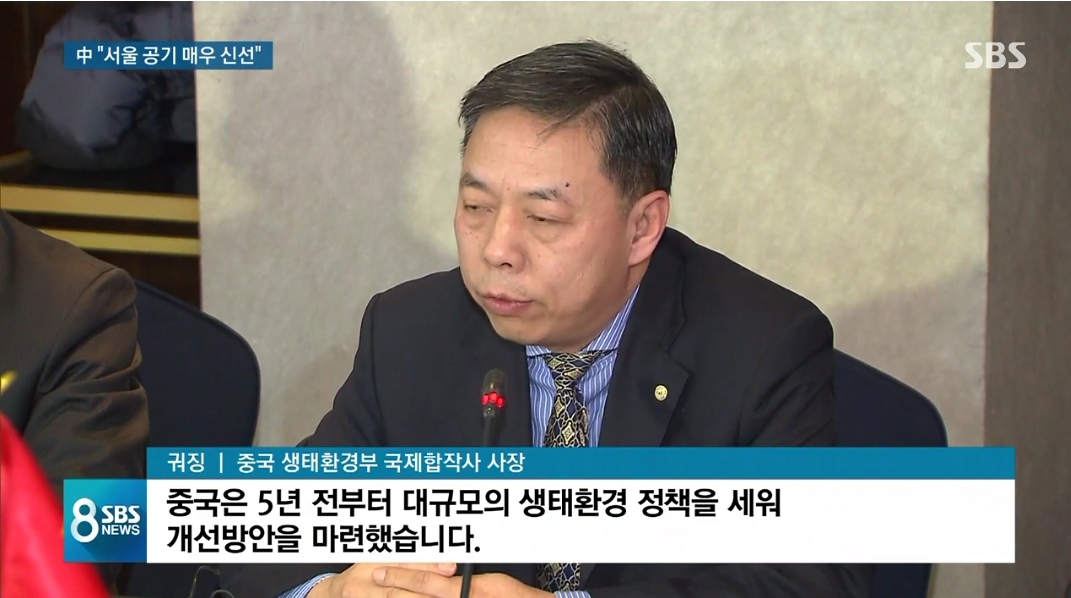 中 "서울 공기 매우 신선"
SBS
궈징 | 중국 생태환경부 국제합작사 사장
8 SBS NEWS
중국은 5년 전부터 대규모의 생태환경 정책을 세워
개선방안을 마련했습니다.